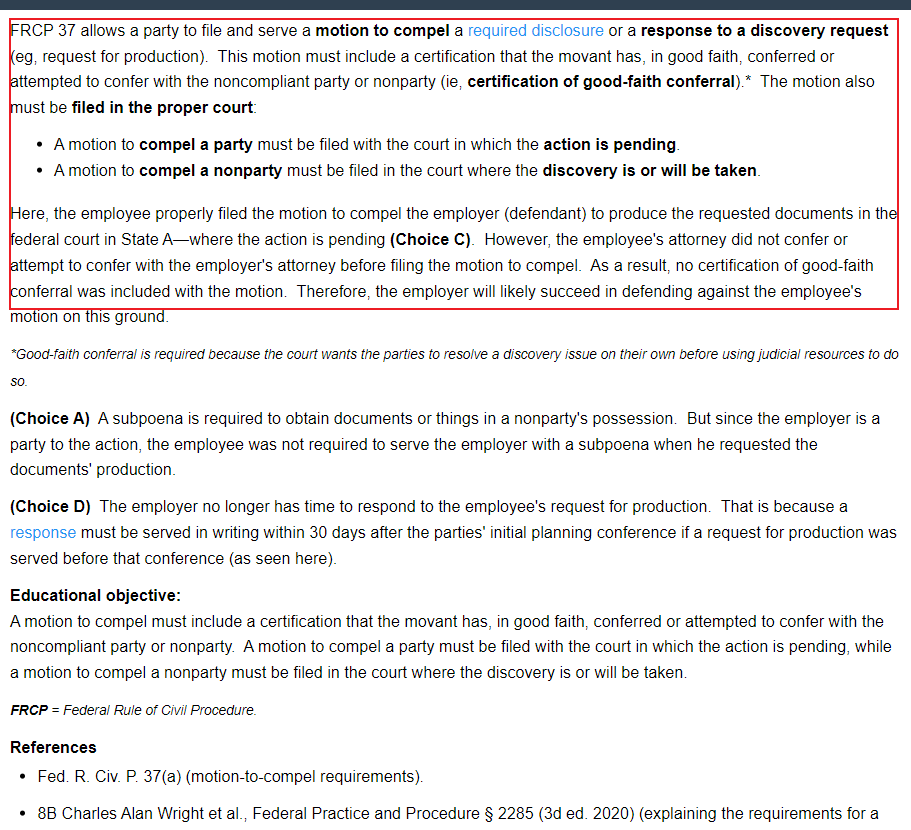 FRCP 37 allows a party to file and serve a motion to compel a required disclosure or a response to a discovery request
(eg, request for production).  This motion must include a certification that the movant has, in good faith, conferred or
attempted to confer with the noncompliant party or nonparty (ie, certification of good-faith conferral).*  The motion also
must be filed in the proper court:
• A motion to compel a party must be filed with the court in which the action is pending.
• A motion to compel a nonparty must be filed in the court where the discovery is or will be taken.
Here, the employee properly filed the motion to compel the employer (defendant) to produce the requested documents in the
federal court in State A—where the action is pending (Choice C).  However, the employee's attorney did not confer or
attempt to confer with the employer's attorney before filing the motion to compel.  As a result, no certification of good-faith
conferral was included with the motion.  Therefore, the employer will likely succeed in defending against the employee's
motion on this ground.
*Good-faith conferral is required because the court wants the parties to resolve a discovery issue on their own before using judicial resources to do
so.
(Choice A)  A subpoena is required to obtain documents or things in a nonparty's possession.  But since the employer is a
party to the action, the employee was not required to serve the employer with a subpoena when he requested the
documents' production.
(Choice D)  The employer no longer has time to respond to the employee's request for production.  That is because a
response must be served in writing within 30 days after the parties' initial planning conference if a request for production was
served before that conference (as seen here).
Educational objective:
A motion to compel must include a certification that the movant has, in good faith, conferred or attempted to confer with the
noncompliant party or nonparty.  A motion to compel a party must be filed with the court in which the action is pending, while
a motion to compel a nonparty must be filed in the court where the discovery is or will be taken.
FRCP = Federal Rule of Civil Procedure.
References
• Fed. R. Civ. P. 37(a) (motion-to-compel requirements).
• 8B Charles Alan Wright et al., Federal Practice and Procedure § 2285 (3d ed. 2020) (explaining the requirements for a